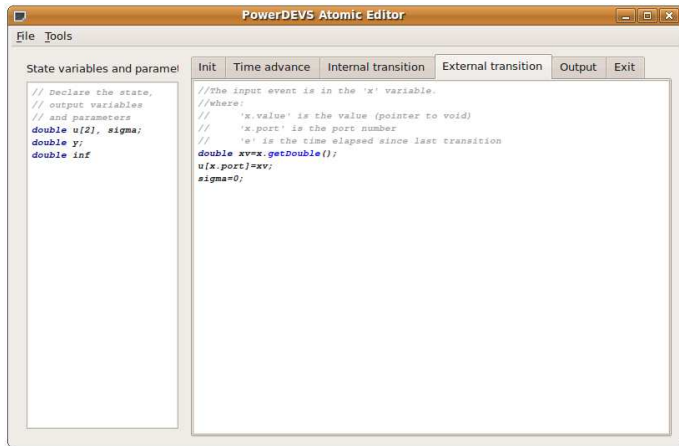 PowerDEVS Atomic Editor
File Tools
State variables and paramet
Init Time advance Internal transition External transition Output Exit
// Declare the state,
// output variables
// and parameters
double u[2], sigma;
double y;
double inf
//The input event is in the 'x' variable.
//where:
// 'x.value' is the value (pointer to void)
// 'x.port' is the port number
// 'e' is the time elapsed since last transition
double xv=x.getDouble();
u[x.port]=xv;
sigma=0;